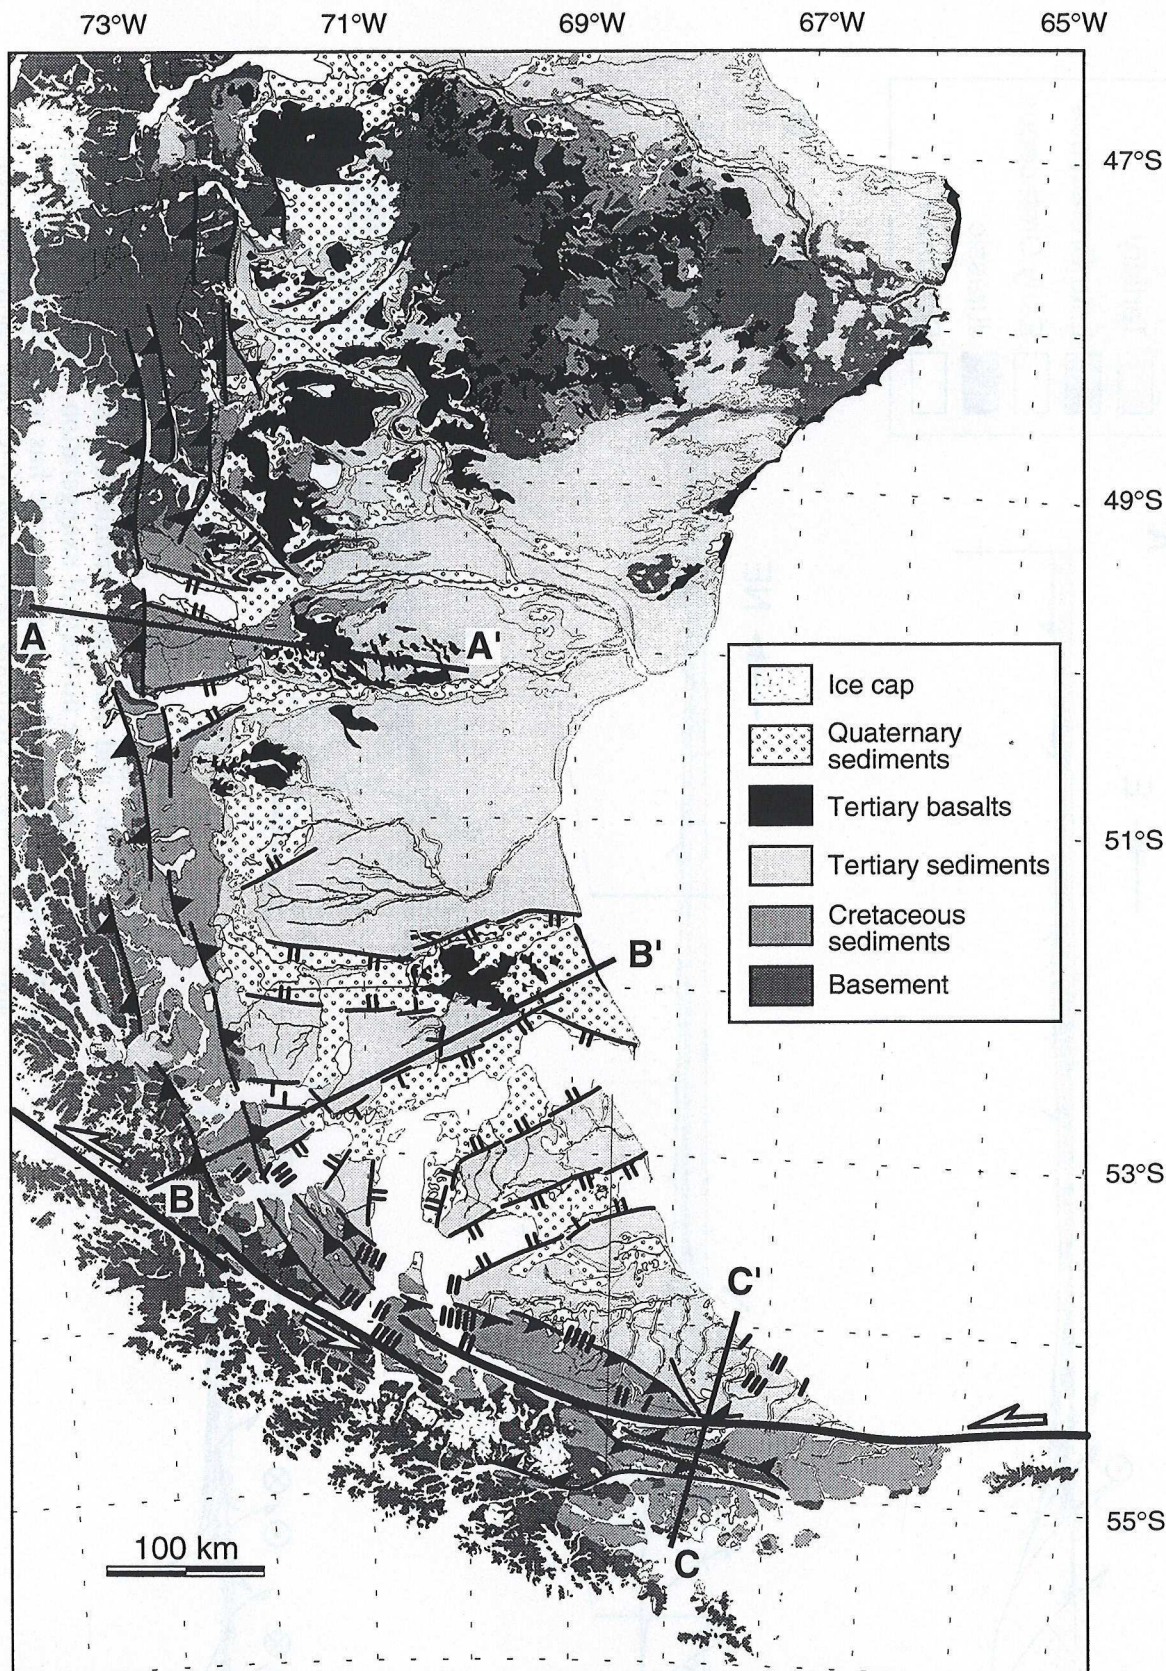 73°W 71°W 69°W 67°W 65°W
47°S
49°S
A
A'
Ice cap
Quaternary
sediments
Tertiary basalts
51°S
Tertiary sediments
Cretaceous
sediments
B'
Basement
53°S
B
C'
55°S
100 km
C